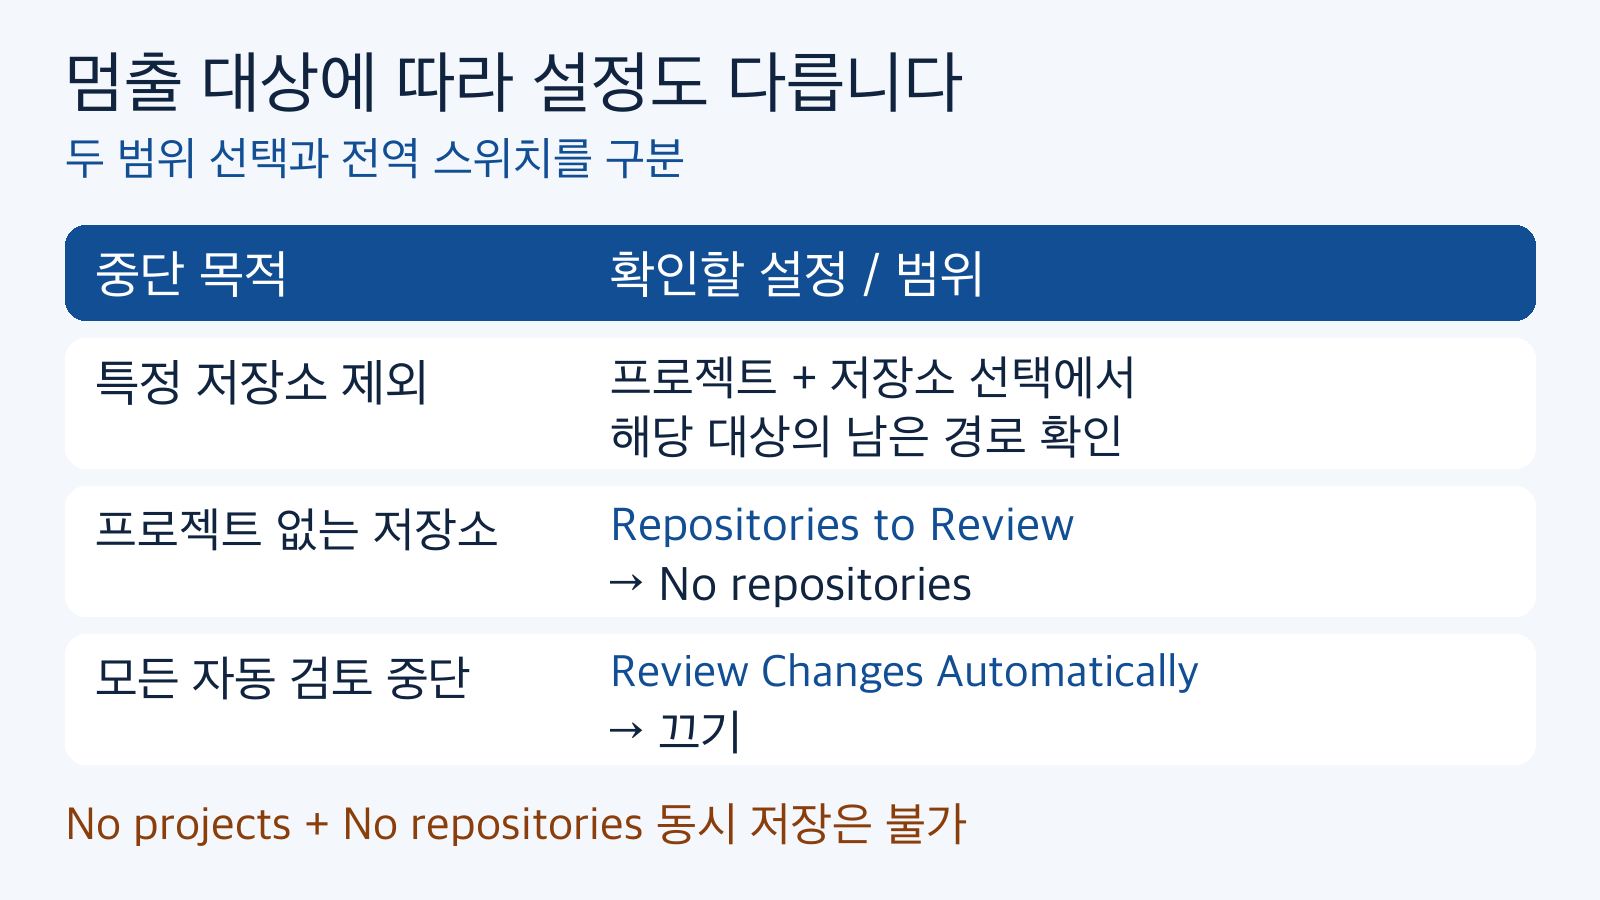 멈출 대상에 따라 설정도 다릅니다
두 범위 선택과 전역 스위치를 구분
중단 목적
확인할 설정 / 범위
특정 저장소 제외
프로젝트 + 저장소 선택에서
해당 대상의 남은 경로 확인
프로젝트 없는 저장소
Repositories to Review
→ No repositories
모든 자동 검토 중단
Review Changes Automatically
→ 끄기
No projects + No repositories 동시 저장은 불가